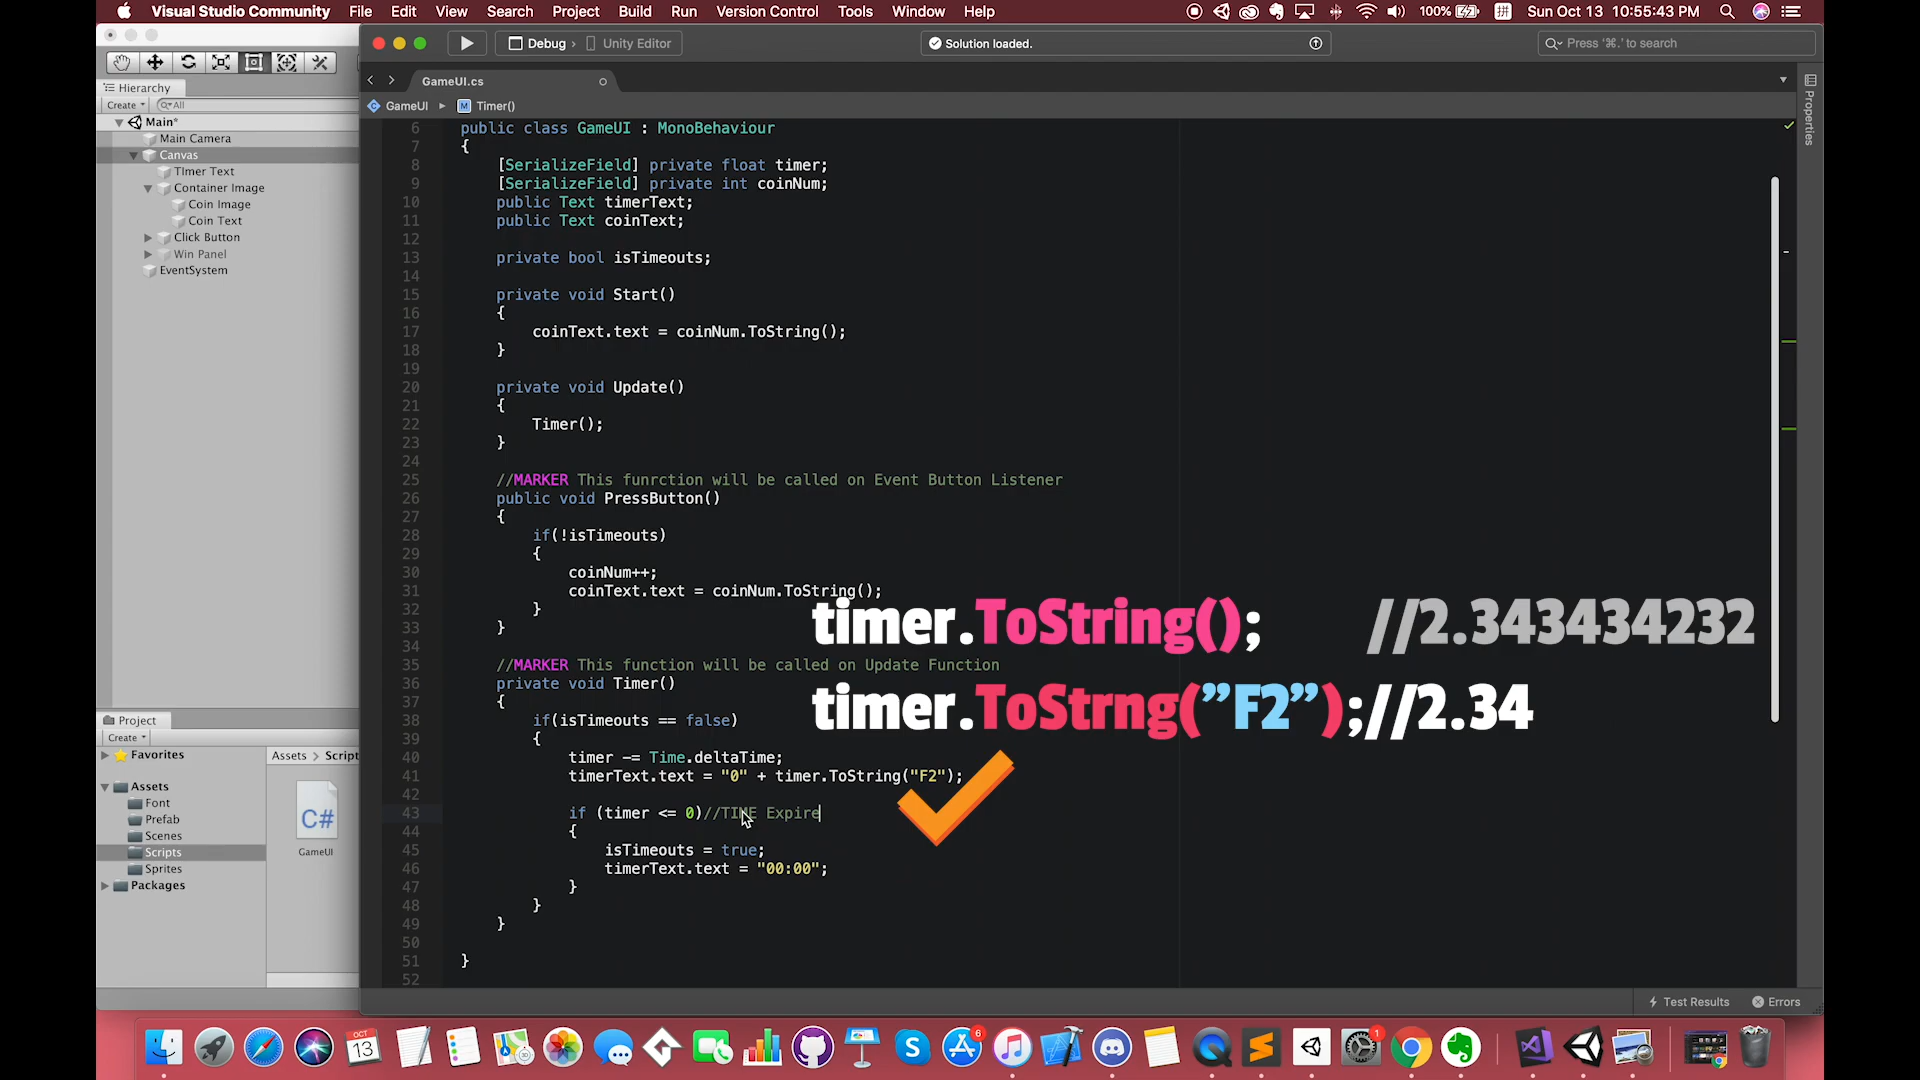 Visual Studio Community File Edit View Search Project Build Run Version Control Tools Window Help 100% 拼 Sun Oct 13 10:55:43 PM
Debug › Unity Editor Solution loaded. Press '⌘.' to search
GameUI.cs
GameUI ▸ M Timer()
Properties
Hierarchy
Create All
Main*
Main Camera
Canvas
TImer Text
Container Image
Coin Image
Coin Text
Click Button
Win Panel
EventSystem
Project
Create
Favorites
Assets
Font
Prefab
Scenes
Scripts
Sprites
Packages
Assets > Script
C#
GameUI
6 public class GameUI : MonoBehaviour
7 {
8 [SerializeField] private float timer;
9 [SerializeField] private int coinNum;
10 public Text timerText;
11 public Text coinText;
12
13 private bool isTimeouts;
14
15 private void Start()
16 {
17 coinText.text = coinNum.ToString();
18 }
19
20 private void Update()
21 {
22 Timer();
23 }
24
25 //MARKER This funrction will be called on Event Button Listener
26 public void PressButton()
27 {
28 if(!isTimeouts)
29 {
30 coinNum++;
31 coinText.text = coinNum.ToString();
32 }
33 }
34
35 //MARKER This function will be called on Update Function
36 private void Timer()
37 {
38 if(isTimeouts == false)
39 {
40 timer -= Time.deltaTime;
41 timerText.text = "0" + timer.ToString("F2");
42
43 if (timer <= 0)//TIME Expire
44 {
45 isTimeouts = true;
46 timerText.text = "00:00";
47 }
48 }
49 }
50
51 }
52
timer.ToString(); //2.343434232
timer.ToStrng("F2");//2.34
Test Results Errors
OCT
13
6
1